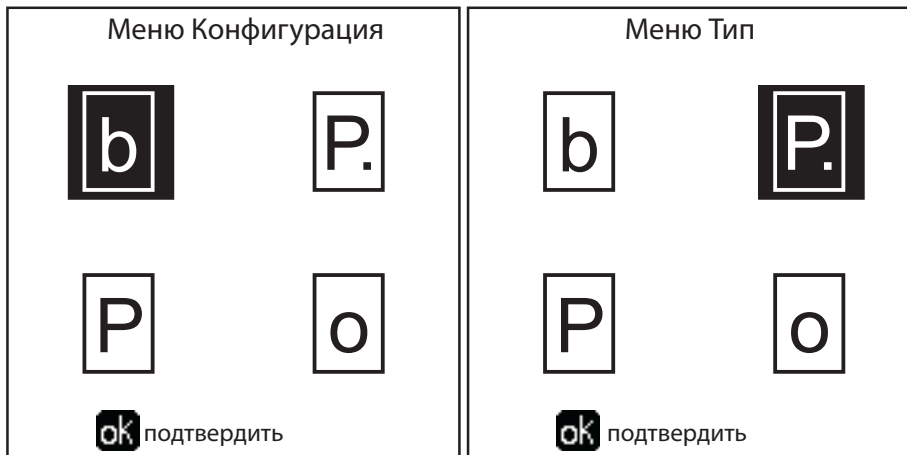 Меню Конфигурация
b P.
P o
ok подтвердить
Меню Тип
b P.
P o
ok подтвердить